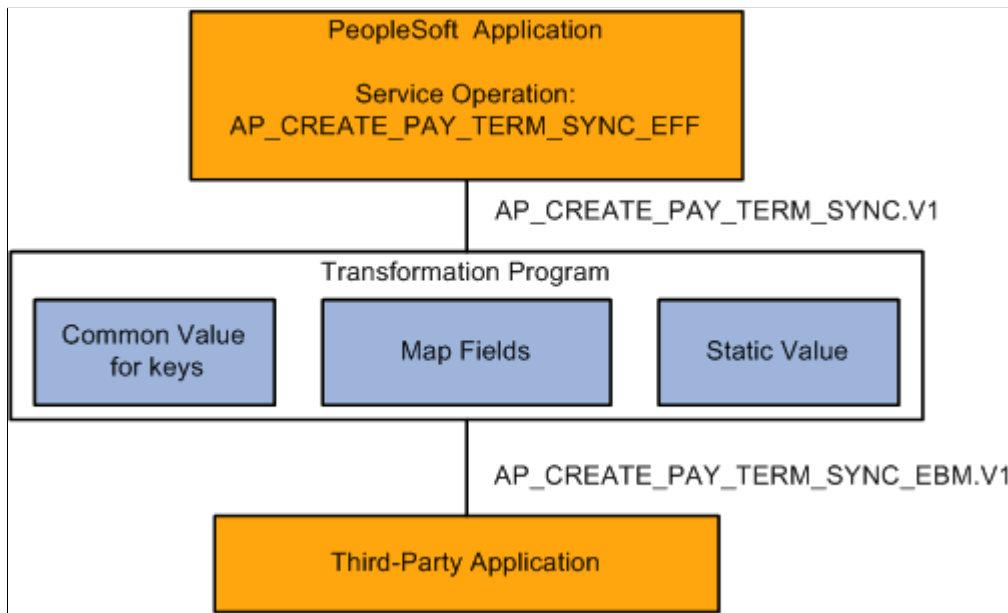 PeopleSoft Application
Service Operation:
AP_CREATE_PAY_TERM_SYNC_EFF
AP_CREATE_PAY_TERM_SYNC.V1
Transformation Program
Common Value
for keys
Map Fields
Static Value
AP_CREATE_PAY_TERM_SYNC_EBM.V1
Third-Party Application